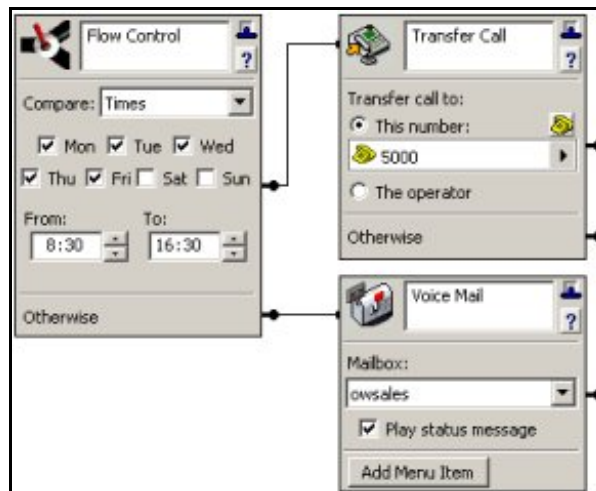 Flow Control
?
Compare: Times
Mon Tue Wed
Thu Fri Sat Sun
From: To:
8:30 16:30
Otherwise
Transfer Call
?
Transfer call to:
This number:
5000
The operator
Otherwise
Voice Mail
?
Mailbox:
owsales
Play status message
Add Menu Item